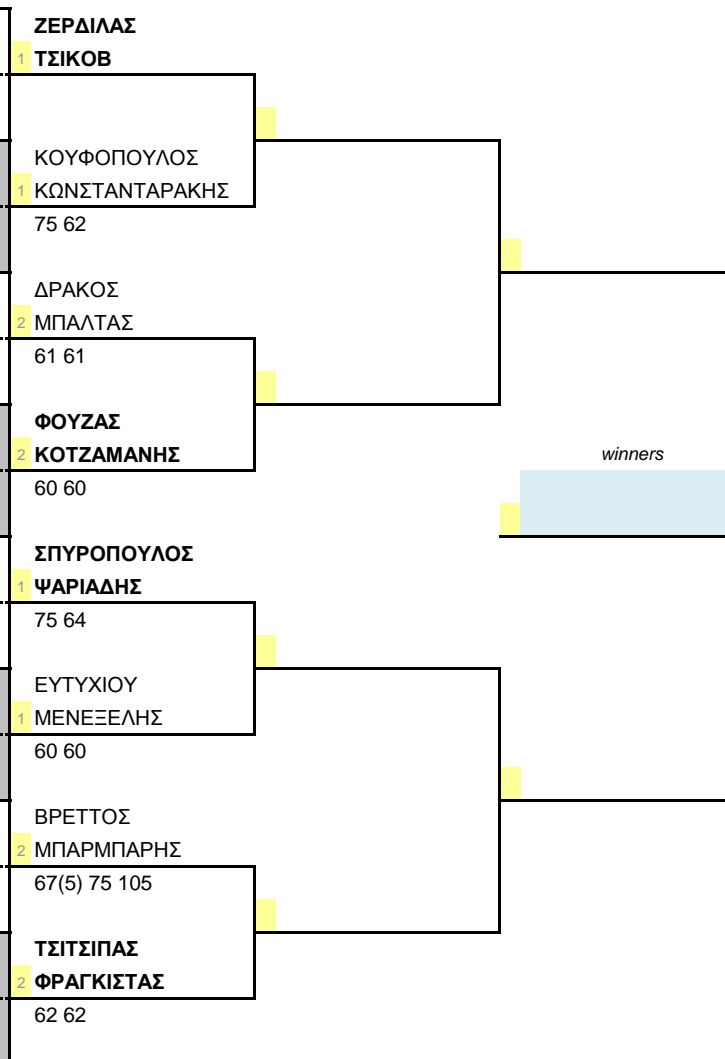 ΖΕΡΔΙΛΑΣ
1 ΤΣΙΚΟΒ
ΚΟΥΦΟΠΟΥΛΟΣ
1 ΚΩΝΣΤΑΝΤΑΡΑΚΗΣ
75 62
ΔΡΑΚΟΣ
2 ΜΠΑΛΤΑΣ
61 61
ΦΟΥΖΑΣ
2 ΚΟΤΖΑΜΑΝΗΣ
winners
60 60
ΣΠΥΡΟΠΟΥΛΟΣ
1 ΨΑΡΙΑΔΗΣ
75 64
ΕΥΤΥΧΙΟΥ
1 ΜΕΝΕΞΕΛΗΣ
60 60
ΒΡΕΤΤΟΣ
2 ΜΠΑΡΜΠΑΡΗΣ
67(5) 75 105
ΤΣΙΤΣΙΠΑΣ
2 ΦΡΑΓΚΙΣΤΑΣ
62 62